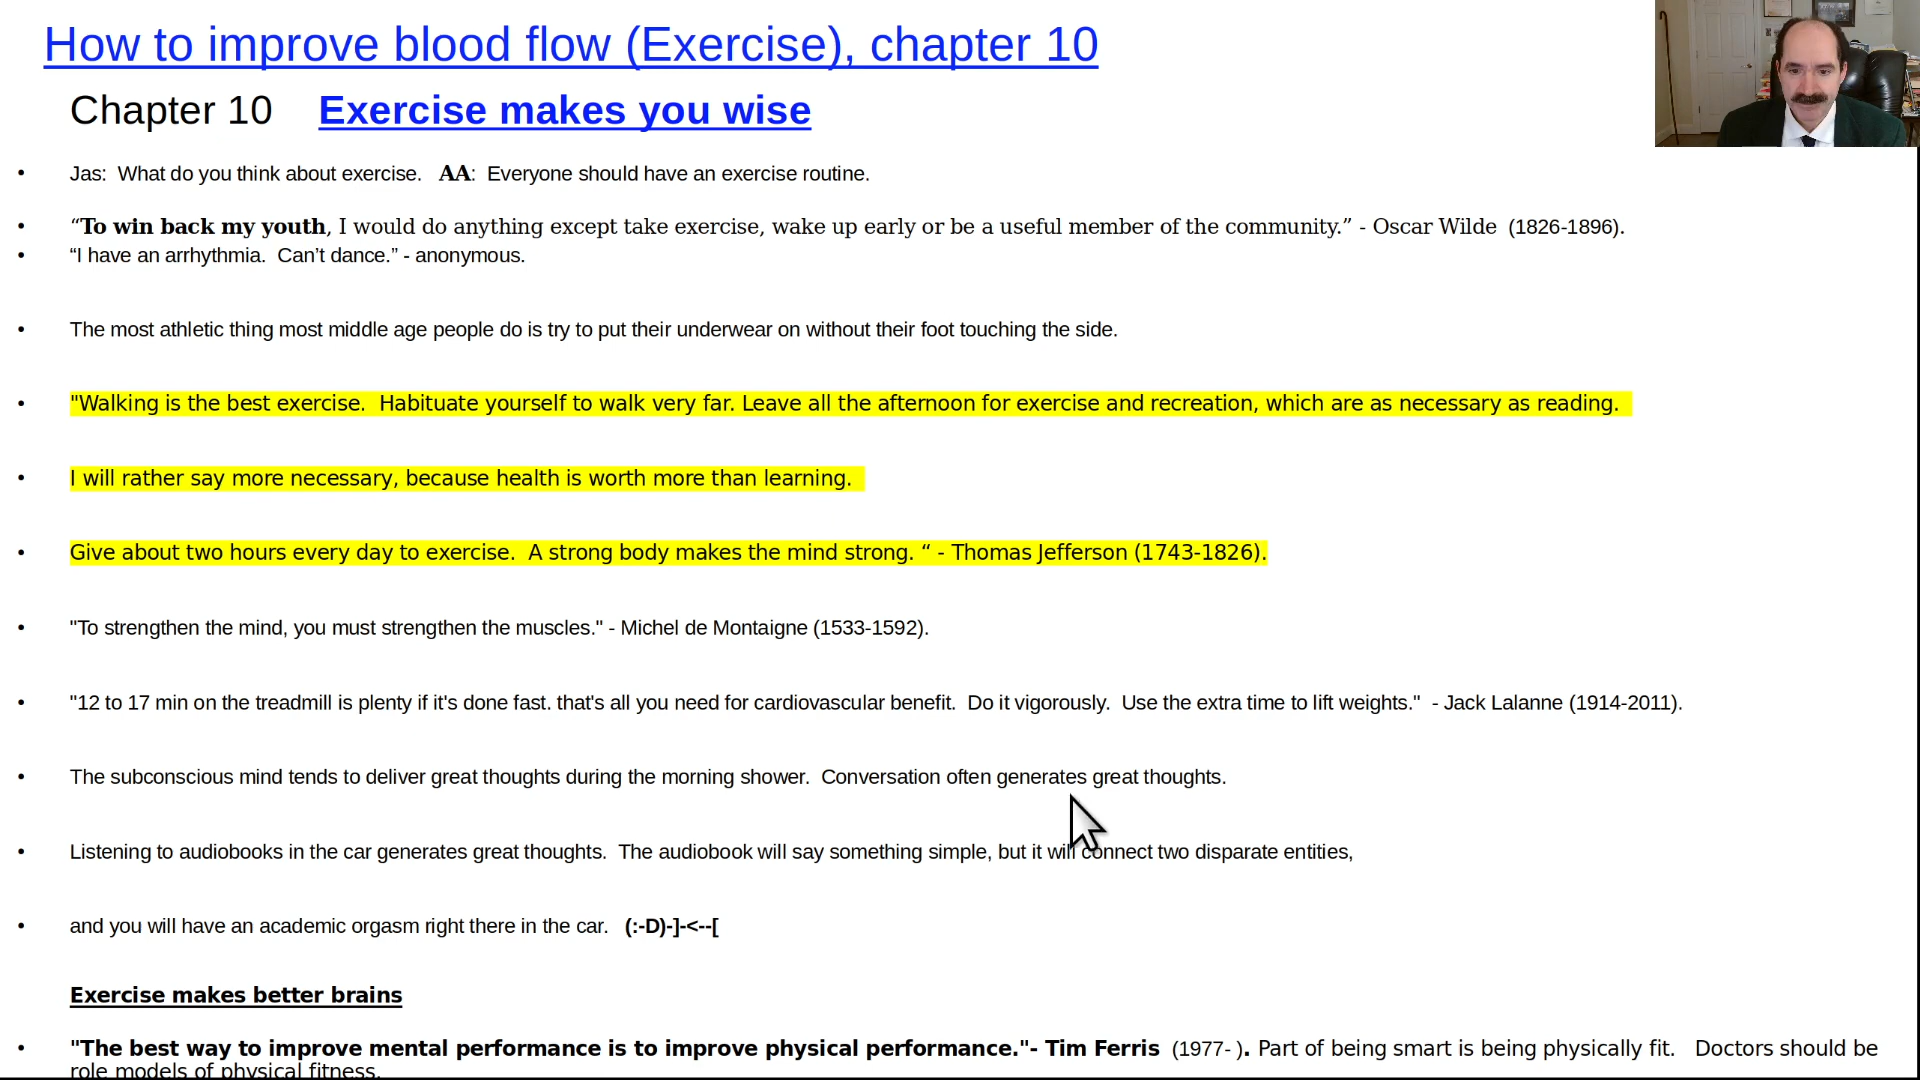 How to improve blood flow (Exercise), chapter 10
Chapter 10 Exercise makes you wise
• Jas: What do you think about exercise. AA: Everyone should have an exercise routine.
• “To win back my youth, I would do anything except take exercise, wake up early or be a useful member of the community.” - Oscar Wilde (1826-1896).
• “I have an arrhythmia. Can’t dance.” - anonymous.
• The most athletic thing most middle age people do is try to put their underwear on without their foot touching the side.
• "Walking is the best exercise. Habituate yourself to walk very far. Leave all the afternoon for exercise and recreation, which are as necessary as reading.
• I will rather say more necessary, because health is worth more than learning.
• Give about two hours every day to exercise. A strong body makes the mind strong. “ - Thomas Jefferson (1743-1826).
• "To strengthen the mind, you must strengthen the muscles." - Michel de Montaigne (1533-1592).
• "12 to 17 min on the treadmill is plenty if it's done fast. that's all you need for cardiovascular benefit. Do it vigorously. Use the extra time to lift weights." - Jack Lalanne (1914-2011).
• The subconscious mind tends to deliver great thoughts during the morning shower. Conversation often generates great thoughts.
• Listening to audiobooks in the car generates great thoughts. The audiobook will say something simple, but it will connect two disparate entities,
• and you will have an academic orgasm right there in the car. (:-D)-]-<--[
Exercise makes better brains
• "The best way to improve mental performance is to improve physical performance."- Tim Ferris (1977- ). Part of being smart is being physically fit. Doctors should be
role models of physical fitness.